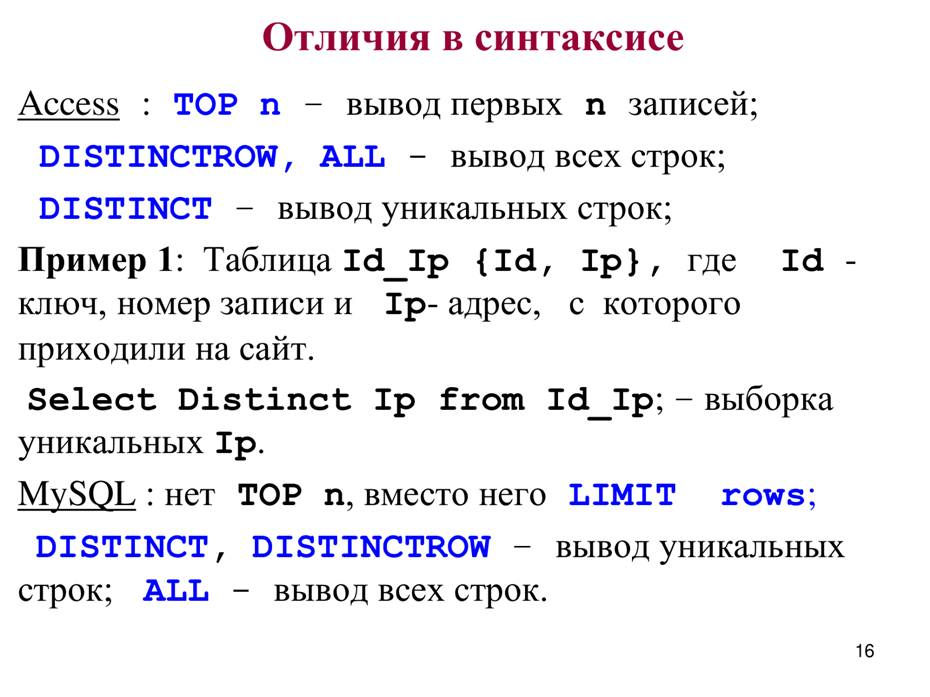 Отличия в синтаксисе
Access : TOP n – вывод первых n записей;
DISTINCTROW, ALL – вывод всех строк;
DISTINCT – вывод уникальных строк;
Пример 1: Таблица Id_Ip {Id, Ip}, где Id -
ключ, номер записи и Ip- адрес, с которого
приходили на сайт.
Select Distinct Ip from Id_Ip; – выборка
уникальных Ip.
MySQL : нет TOP n, вместо него LIMIT rows;
DISTINCT, DISTINCTROW – вывод уникальных
строк; ALL – вывод всех строк.
16